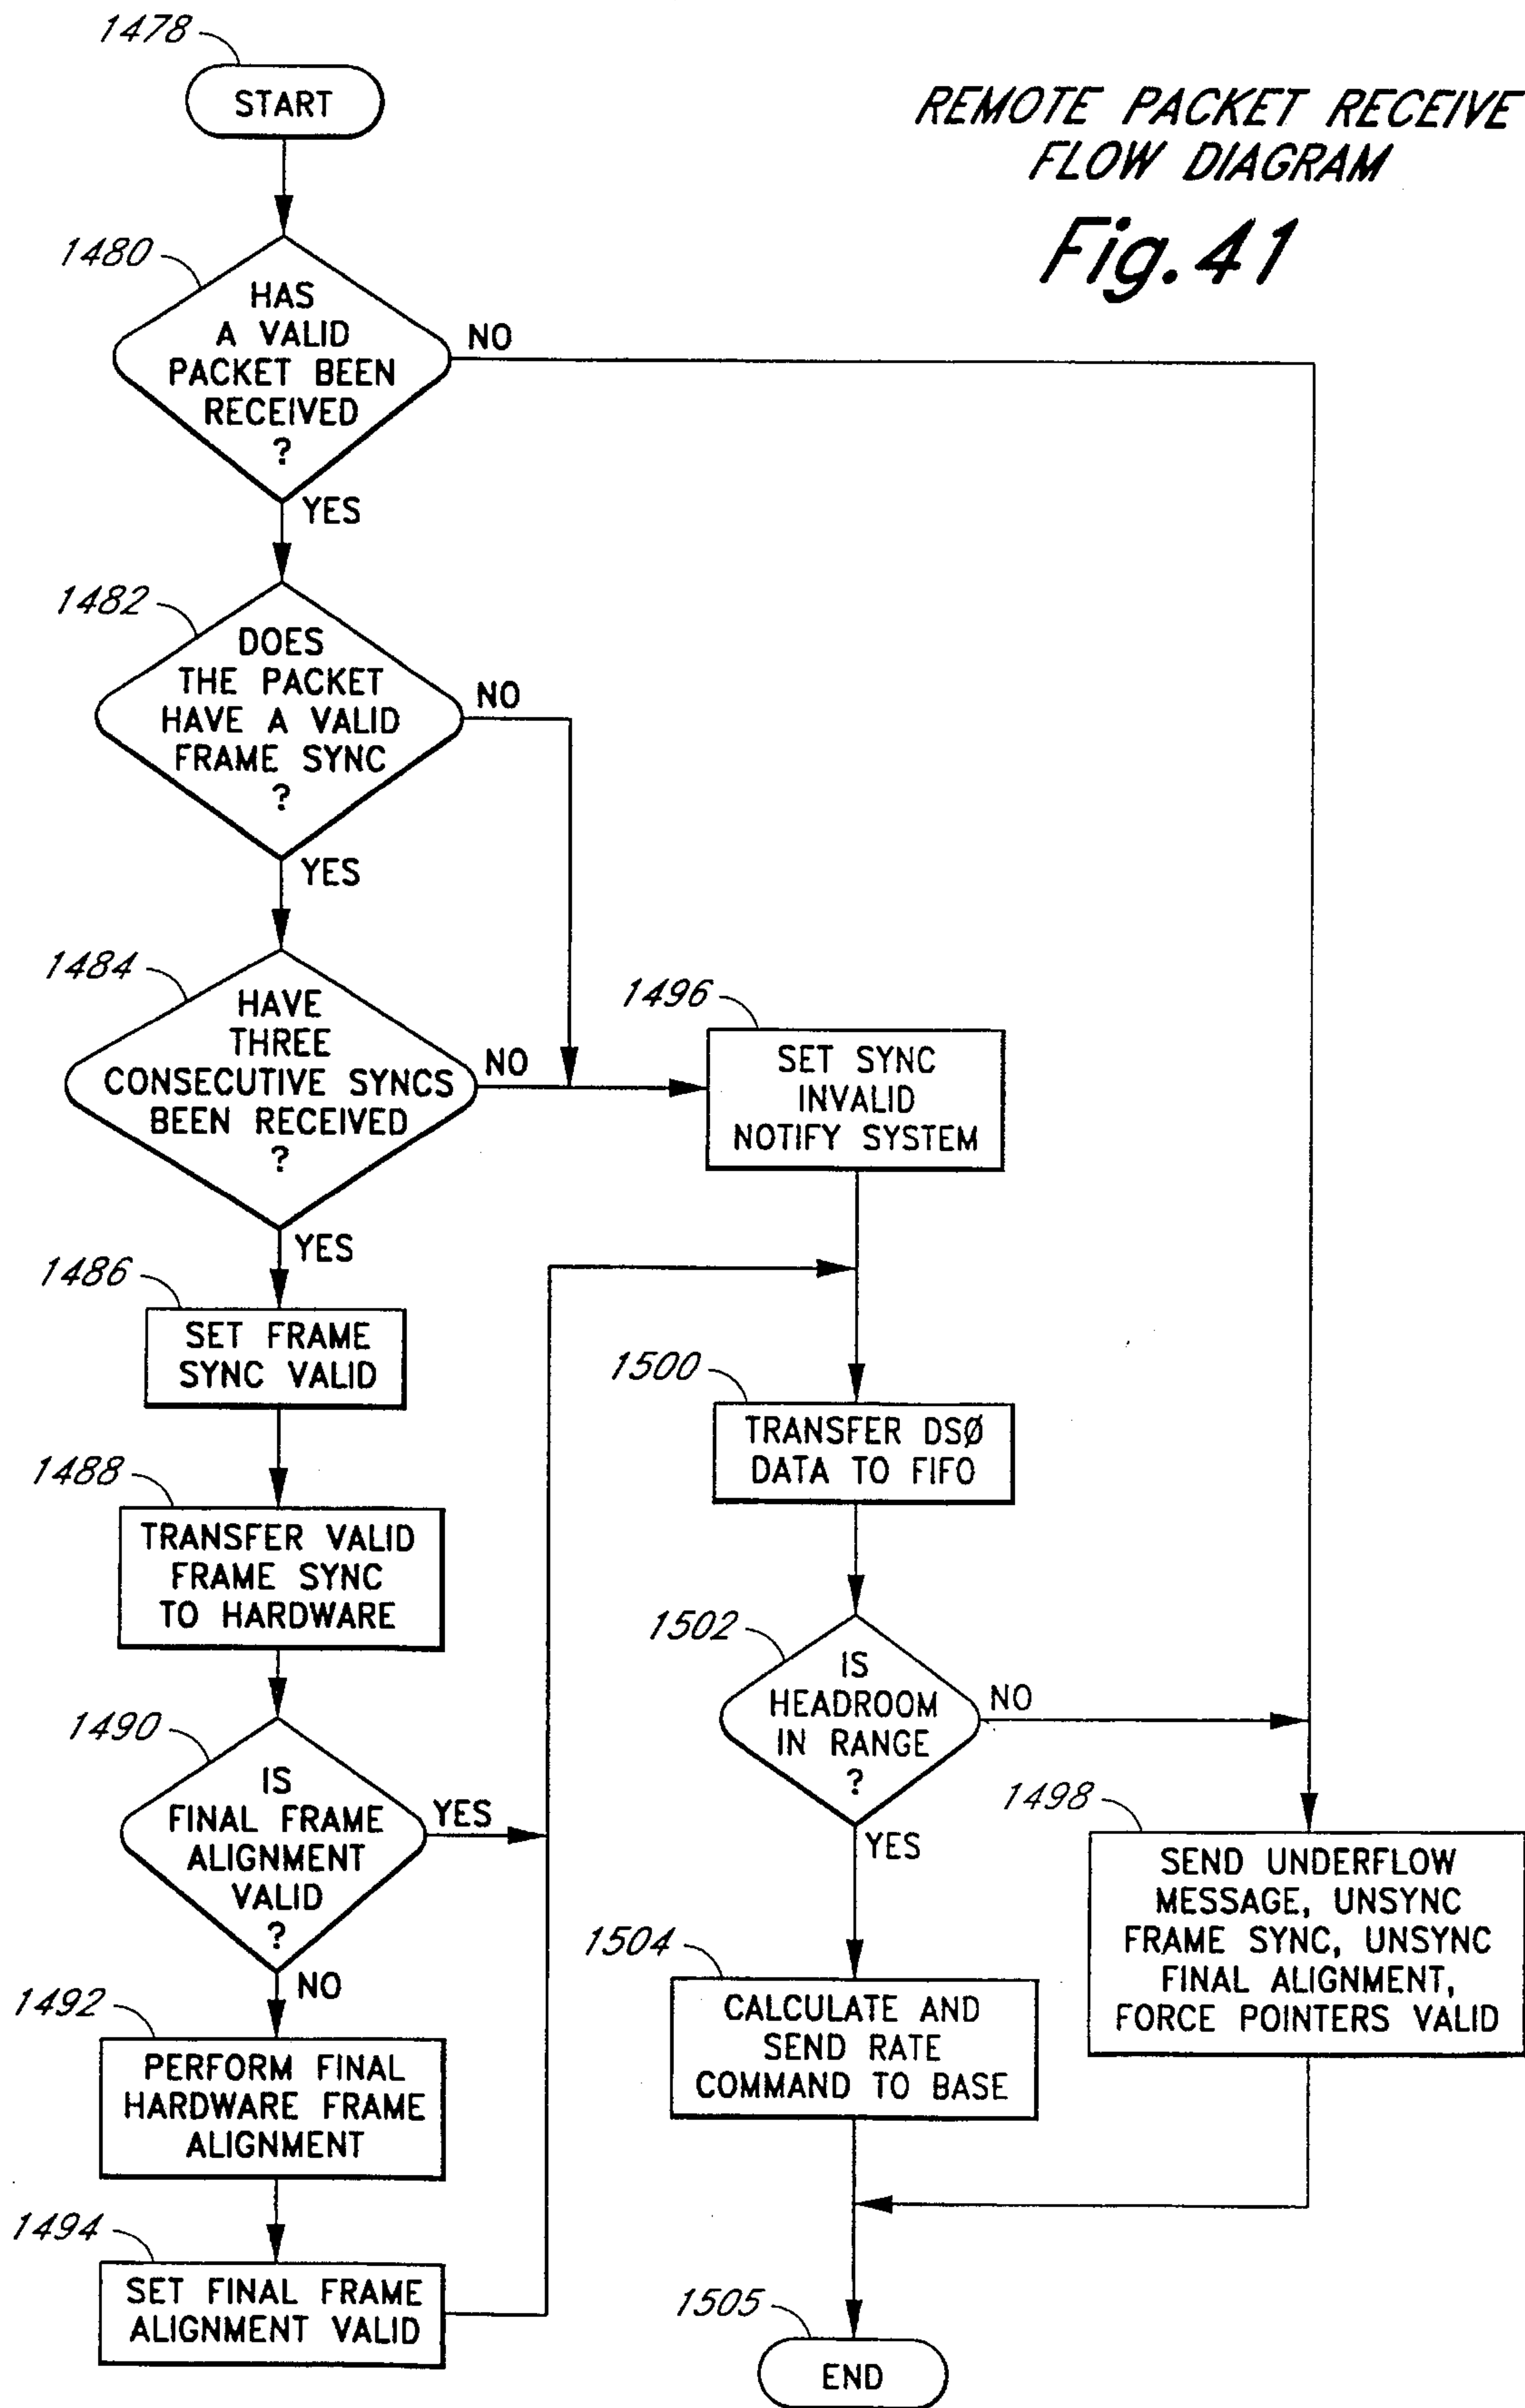 1478
START
REMOTE PACKET RECEIVE
FLOW DIAGRAM
Fig.41
1480
HAS
A VALID
PACKET BEEN
RECEIVED
?
NO
YES
1482
DOES
THE PACKET
HAVE A VALID
FRAME SYNC
?
NO
YES
1484
HAVE
THREE
CONSECUTIVE SYNCS
BEEN RECEIVED
?
NO
YES
1496
SET SYNC
INVALID
NOTIFY SYSTEM
1486
SET FRAME
SYNC VALID
1488
TRANSFER VALID
FRAME SYNC
TO HARDWARE
1490
IS
FINAL FRAME
ALIGNMENT
VALID
?
YES
NO
1492
PERFORM FINAL
HARDWARE FRAME
ALIGNMENT
1494
SET FINAL FRAME
ALIGNMENT VALID
1500
TRANSFER DSØ
DATA TO FIFO
1502
IS
HEADROOM
IN RANGE
?
NO
YES
1498
SEND UNDERFLOW
MESSAGE, UNSYNC
FRAME SYNC, UNSYNC
FINAL ALIGNMENT,
FORCE POINTERS VALID
1504
CALCULATE AND
SEND RATE
COMMAND TO BASE
1505
END